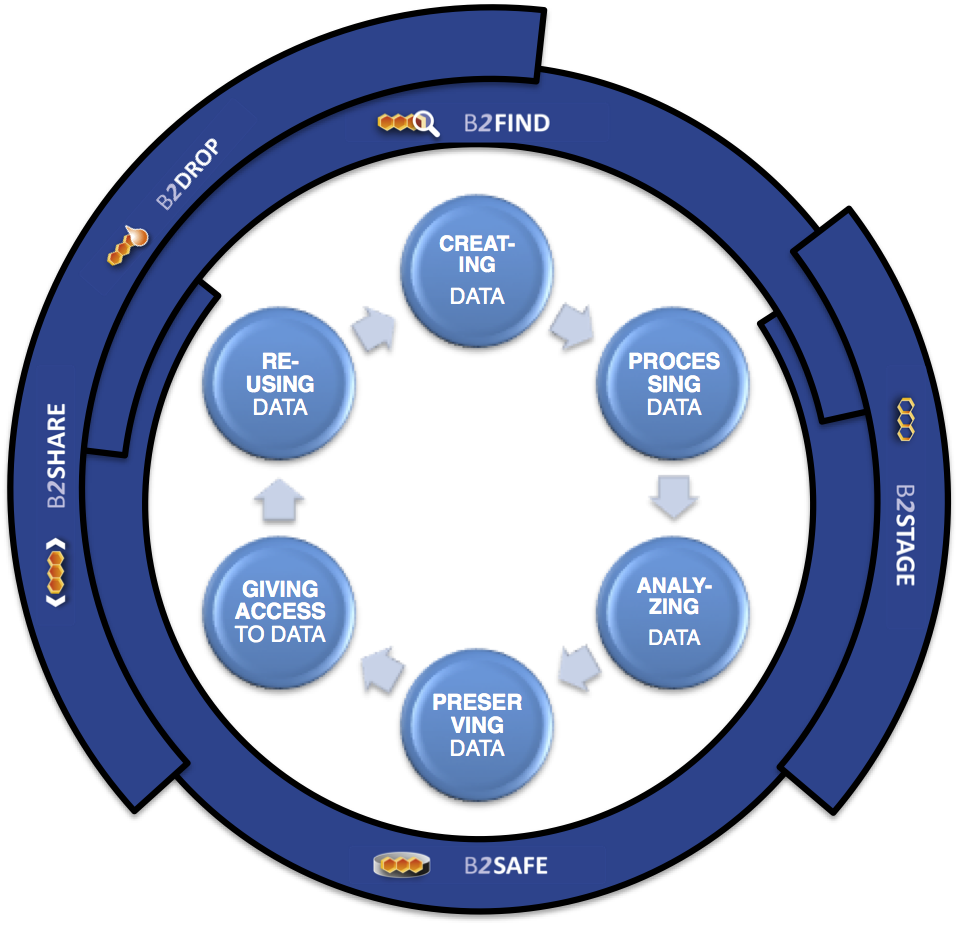 B2FIND
B2DROP
B2SHARE
B2STAGE
B2SAFE
CREAT-
ING
DATA
PROCES
SING
DATA
ANALY-
ZING
DATA
PRESER
VING
DATA
GIVING
ACCESS
TO DATA
RE-
USING
DATA